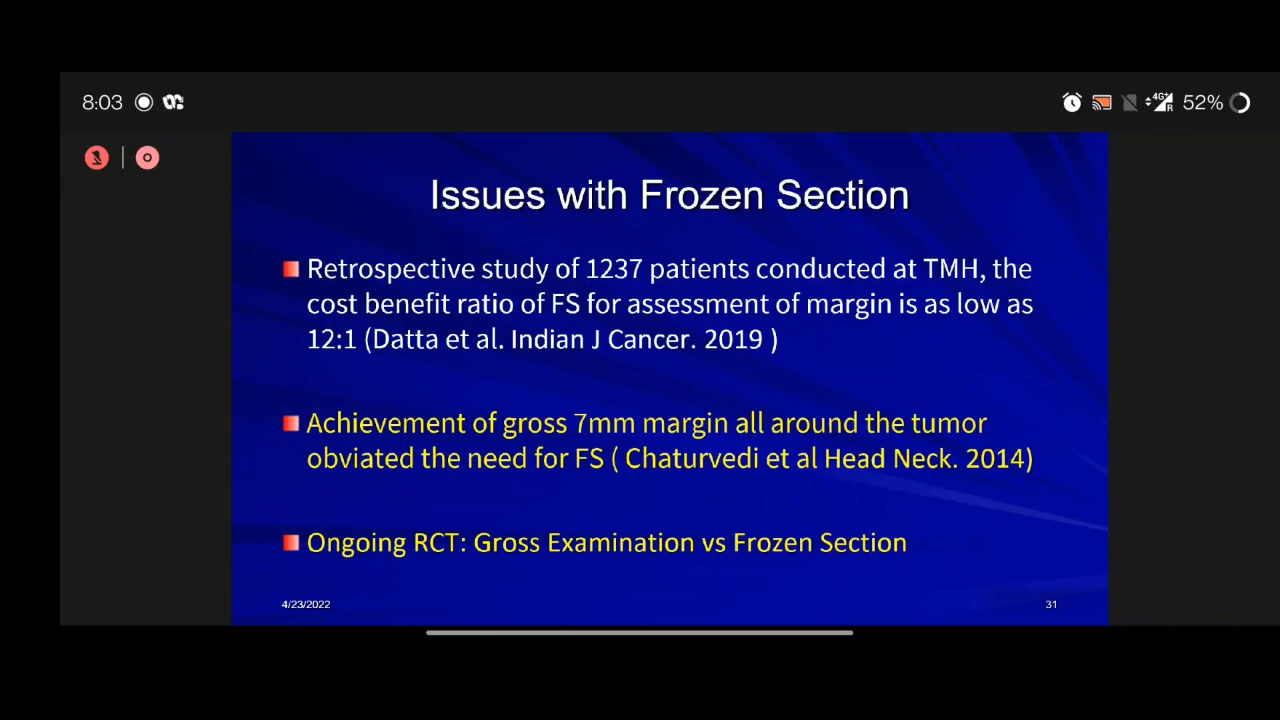 8:03
4G+
R
52%
Issues with Frozen Section
Retrospective study of 1237 patients conducted at TMH, the
cost benefit ratio of FS for assessment of margin is as low as
12:1 (Datta et al. Indian J Cancer. 2019 )
Achievement of gross 7mm margin all around the tumor
obviated the need for FS ( Chaturvedi et al Head Neck. 2014)
Ongoing RCT: Gross Examination vs Frozen Section
4/23/2022
31